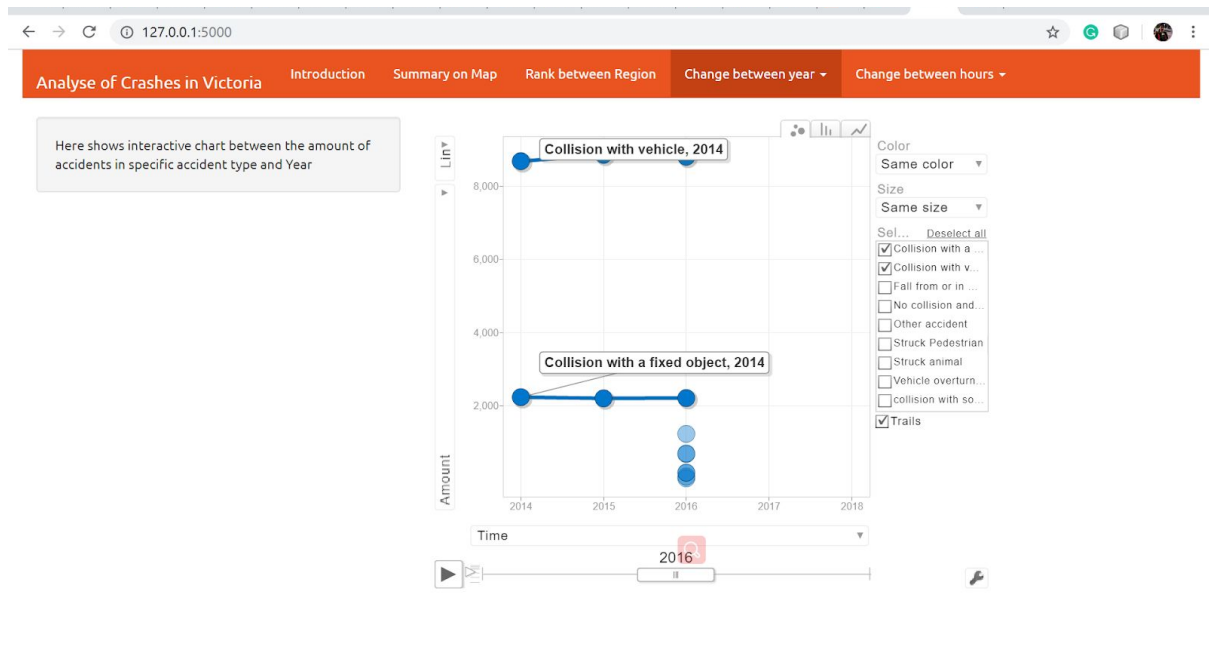 127.0.0.1:5000
Analyse of Crashes in Victoria
Introduction
Summary on Map
Rank between Region
Change between year
Change between hours
Here shows interactive chart between the amount of
accidents in specific accident type and Year
Lin
8,000
6,000
4,000
2,000
Amount
Collision with vehicle, 2014
Collision with a fixed object, 2014
2014
2015
2016
2017
2018
Time
2016
Color
Same color
Size
Same size
Sel... Deselect all
Collision with a ...
Collision with v...
Fall from or in ...
No collision and...
Other accident
Struck Pedestrian
Struck animal
Vehicle overturn...
collision with so...
Trails